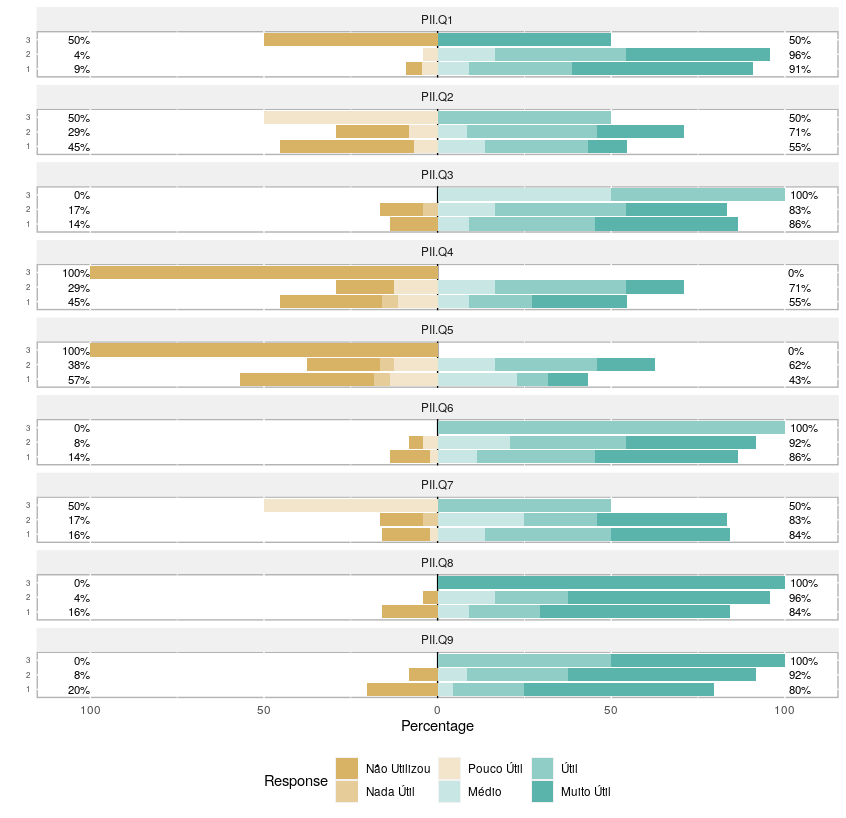 PII.Q1
3 50% 50%
2 4% 96%
1 9% 91%
PII.Q2
3 50% 50%
2 29% 71%
1 45% 55%
PII.Q3
3 0% 100%
2 17% 83%
1 14% 86%
PII.Q4
3 100% 0%
2 29% 71%
1 45% 55%
PII.Q5
3 100% 0%
2 38% 62%
1 57% 43%
PII.Q6
3 0% 100%
2 8% 92%
1 14% 86%
PII.Q7
3 50% 50%
2 17% 83%
1 16% 84%
PII.Q8
3 0% 100%
2 4% 96%
1 16% 84%
PII.Q9
3 0% 100%
2 8% 92%
1 20% 80%
100 50 0 50 100
Percentage
Response
Não Utilizou Pouco Útil Útil
Nada Útil Médio Muito Útil